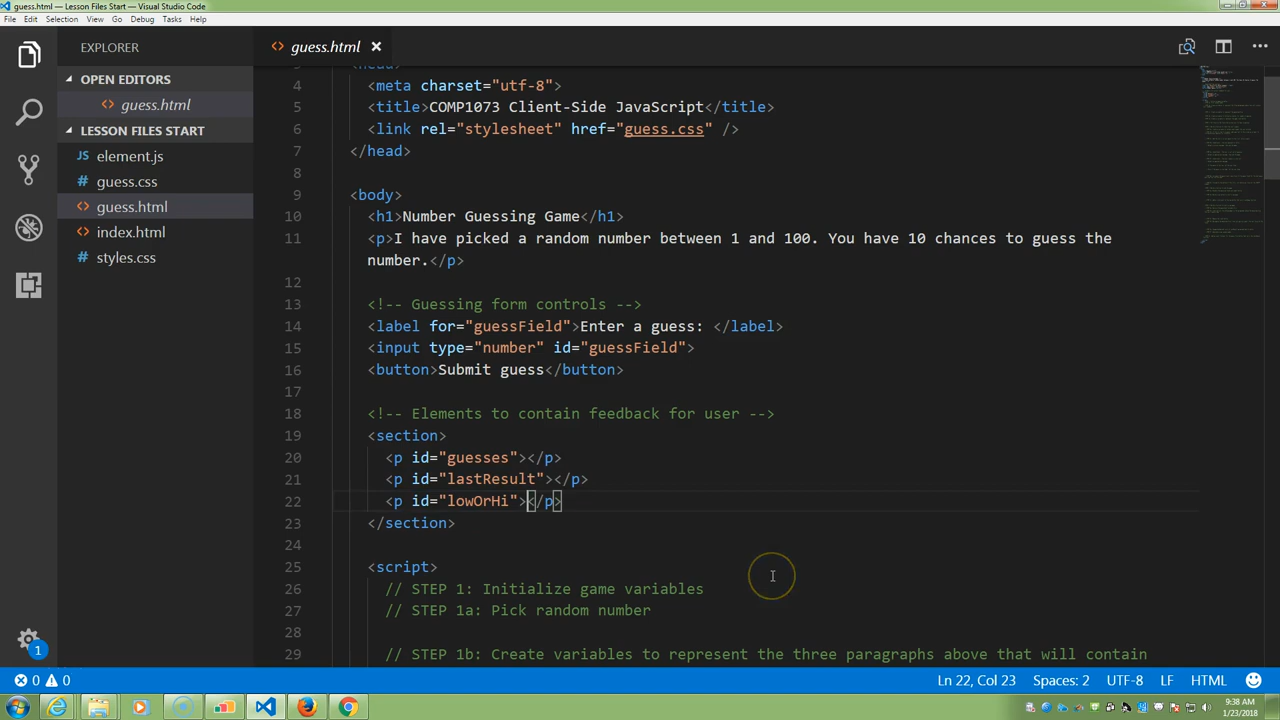 guess.html - Lesson Files Start - Visual Studio Code
File Edit Selection View Go Debug Tasks Help
EXPLORER
OPEN EDITORS
guess.html
LESSON FILES START
element.js
guess.css
guess.html
index.html
styles.css
1
guess.html
3 <head>
4 <meta charset="utf-8">
5 <title>COMP1073 Client-Side JavaScript</title>
6 <link rel="stylesheet" href="guess.css" />
7 </head>
8
9 <body>
10 <h1>Number Guessing Game</h1>
11 <p>I have picked a random number between 1 and 100. You have 10 chances to guess the
number.</p>
12
13 <!-- Guessing form controls -->
14 <label for="guessField">Enter a guess: </label>
15 <input type="number" id="guessField">
16 <button>Submit guess</button>
17
18 <!-- Elements to contain feedback for user -->
19 <section>
20 <p id="guesses"></p>
21 <p id="lastResult"></p>
22 <p id="lowOrHi"></p>
23 </section>
24
25 <script>
26 // STEP 1: Initialize game variables
27 // STEP 1a: Pick random number
28
29 // STEP 1b: Create variables to represent the three paragraphs above that will contain
0 0 Ln 22, Col 23 Spaces: 2 UTF-8 LF HTML
9:38 AM
1/23/2018